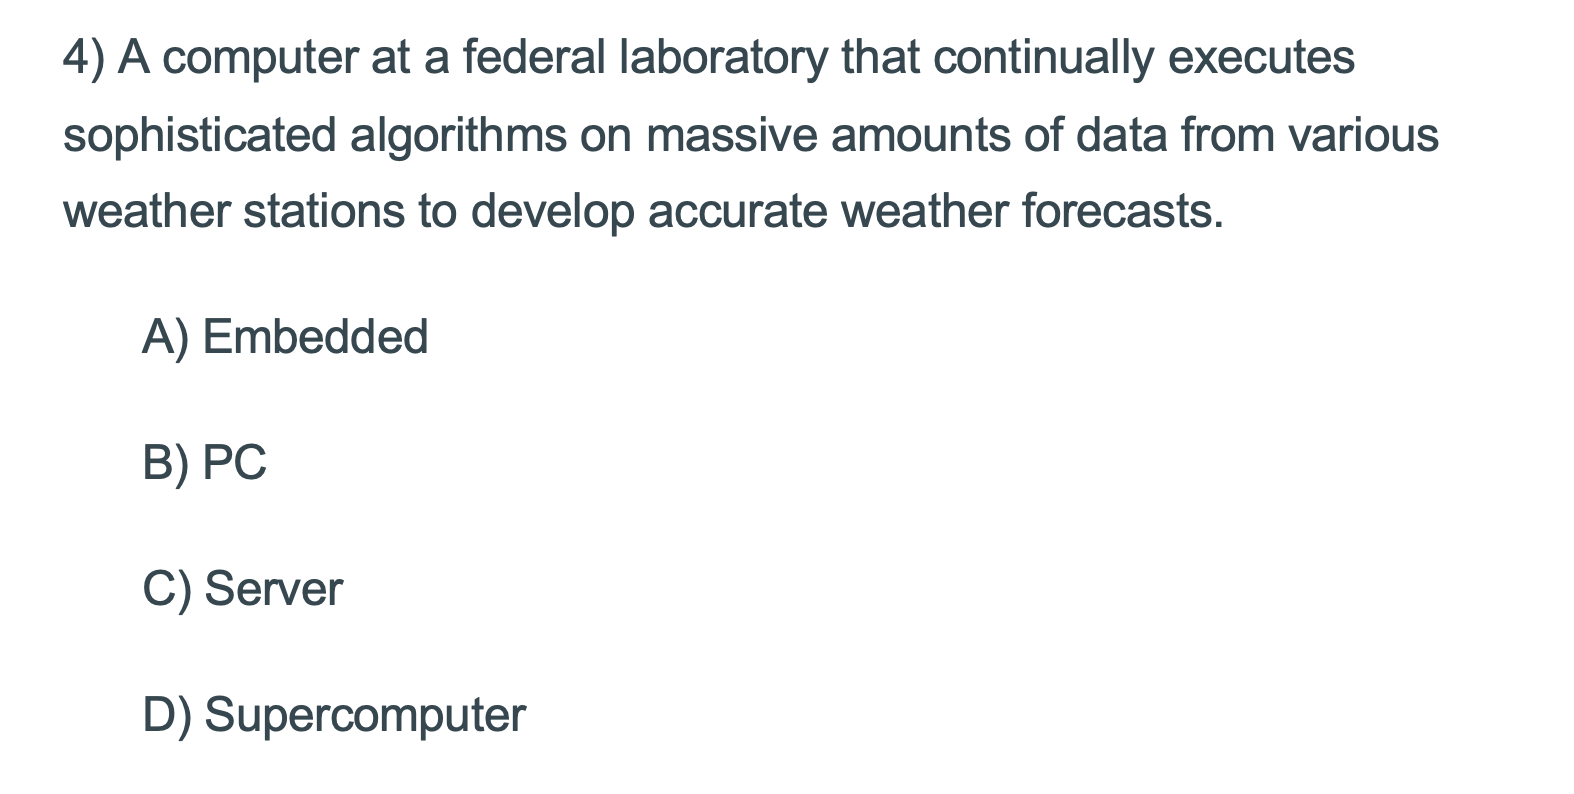 4) A computer at a federal laboratory that continually executes
sophisticated algorithms on massive amounts of data from various
weather stations to develop accurate weather forecasts.
A) Embedded
B) PC
C) Server
D) Supercomputer